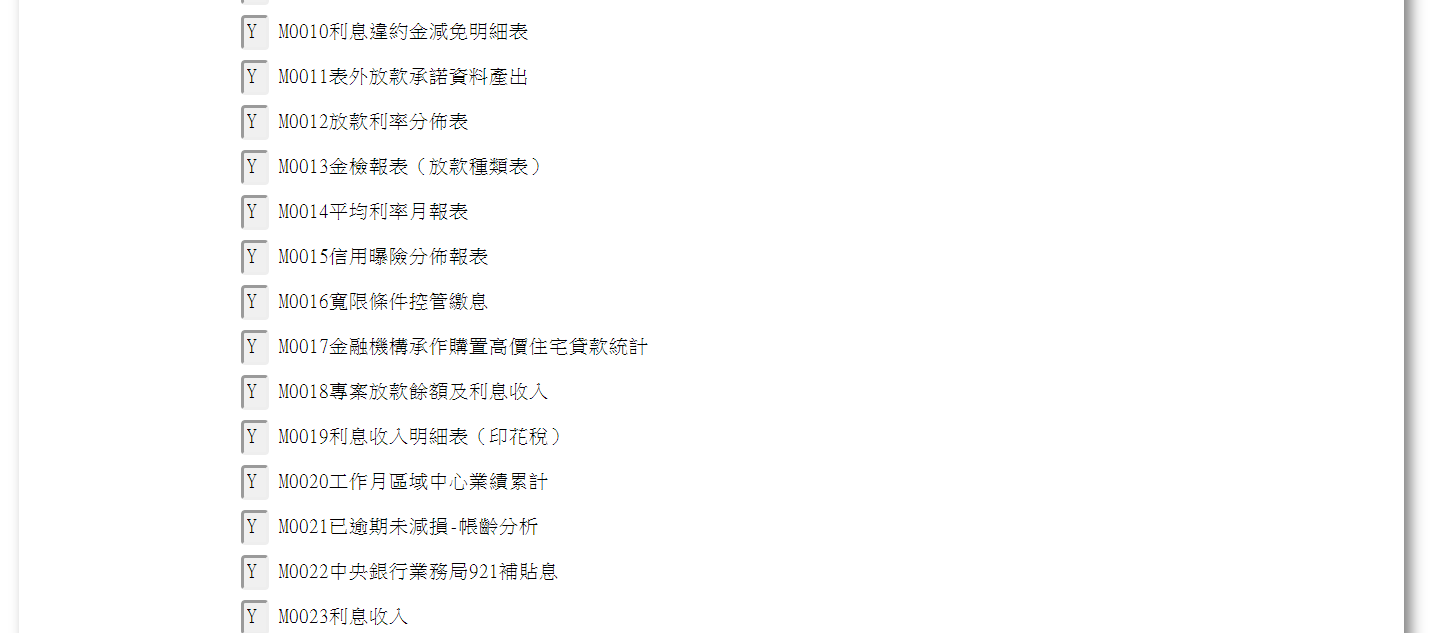 Y M0010利息違約金減免明細表
Y M0011表外放款承諾資料產出
Y M0012放款利率分佈表
Y M0013金檢報表（放款種類表）
Y M0014平均利率月報表
Y M0015信用曝險分佈報表
Y M0016寬限條件控管繳息
Y M0017金融機構承作購置高價住宅貸款統計
Y M0018專案放款餘額及利息收入
Y M0019利息收入明細表（印花稅）
Y M0020工作月區域中心業績累計
Y M0021已逾期未減損-帳齡分析
Y M0022中央銀行業務局921補貼息
Y M0023利息收入